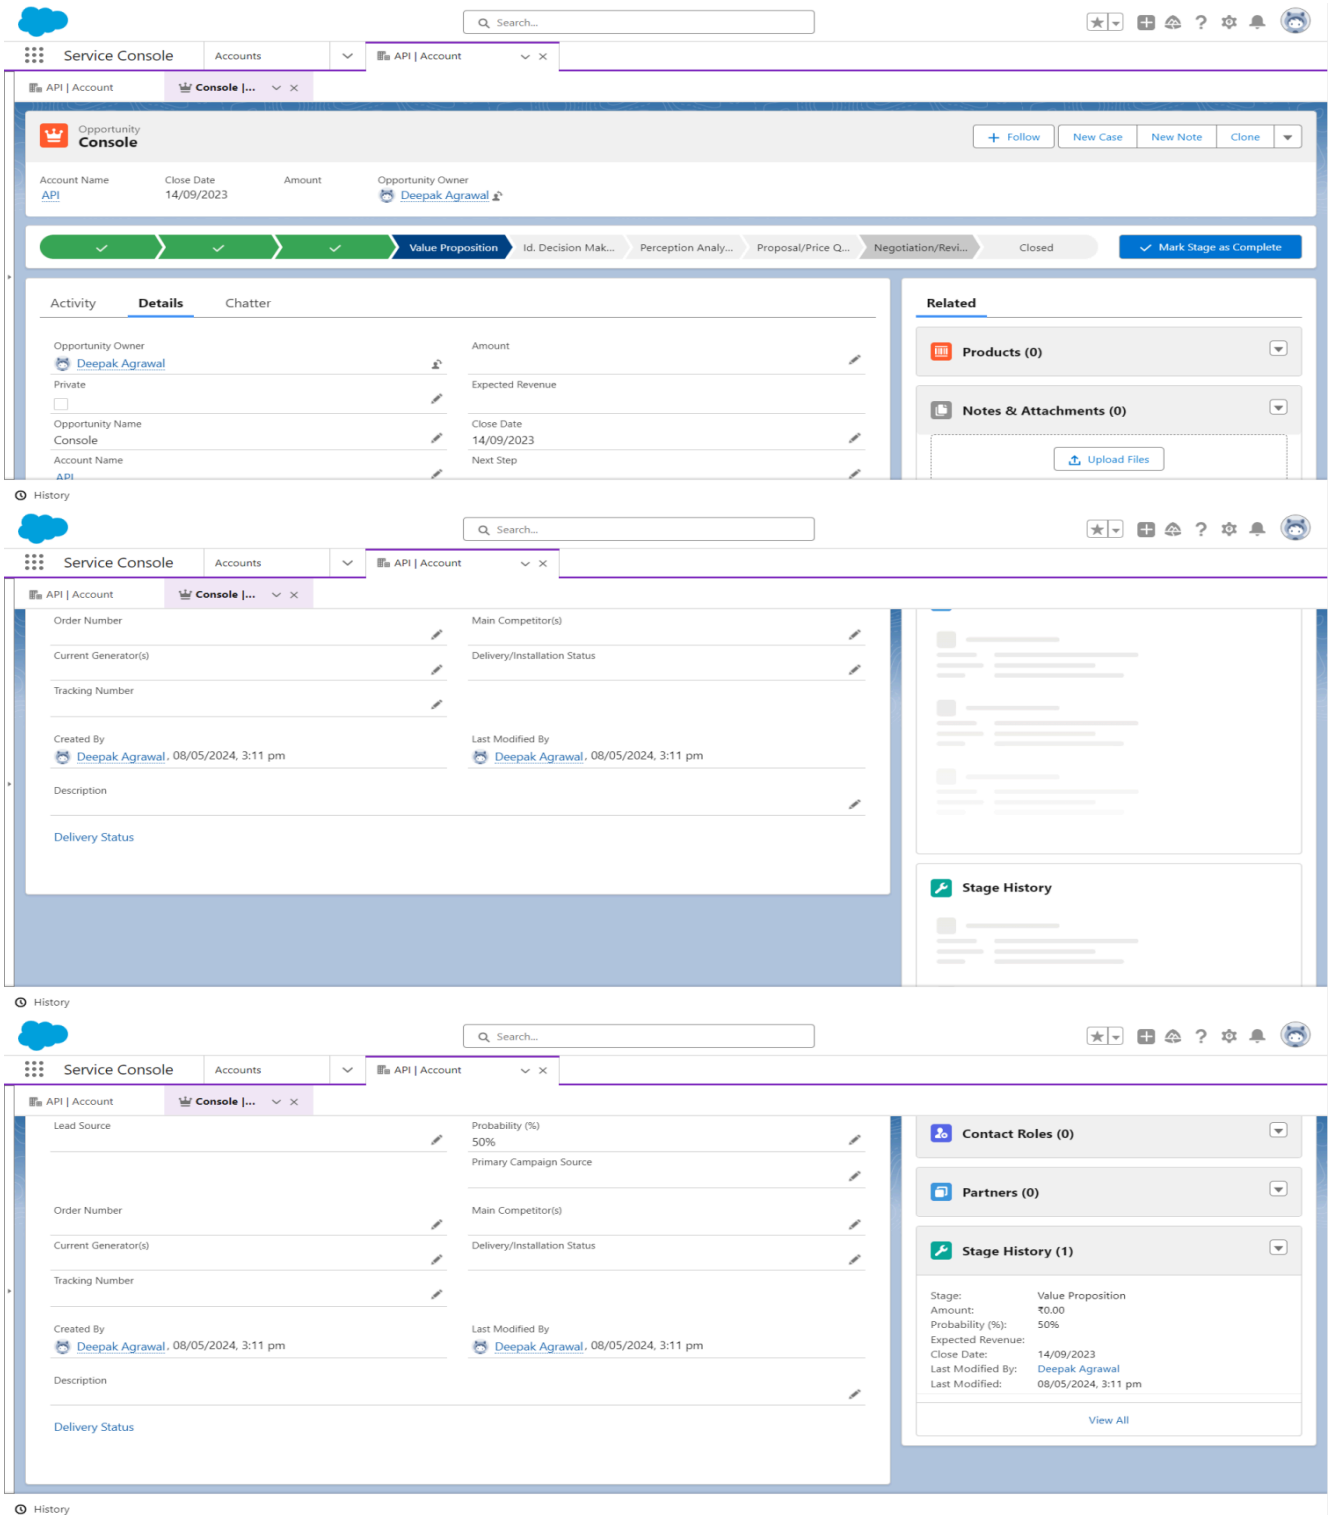 Search...
Service Console
Accounts
API | Account
API | Account
Console |...
Opportunity
Console
Follow
New Case
New Note
Clone
Account Name
Close Date
Amount
Opportunity Owner
API
14/09/2023
Deepak Agrawal
Value Proposition
Id. Decision Mak...
Perception Analy...
Proposal/Price Q...
Negotiation/Revi...
Closed
Mark Stage as Complete
Activity
Details
Chatter
Opportunity Owner
Deepak Agrawal
Amount
Private
Expected Revenue
Opportunity Name
Console
Close Date
14/09/2023
Account Name
API
Next Step
Related
Products (0)
Notes & Attachments (0)
Upload Files
History
Search...
Service Console
Accounts
API | Account
API | Account
Console |...
Order Number
Main Competitor(s)
Current Generator(s)
Delivery/Installation Status
Tracking Number
Created By
Deepak Agrawal, 08/05/2024, 3:11 pm
Last Modified By
Deepak Agrawal, 08/05/2024, 3:11 pm
Description
Delivery Status
Stage History
History
Search...
Service Console
Accounts
API | Account
API | Account
Console |...
Lead Source
Probability (%)
50%
Primary Campaign Source
Order Number
Main Competitor(s)
Current Generator(s)
Delivery/Installation Status
Tracking Number
Created By
Deepak Agrawal, 08/05/2024, 3:11 pm
Last Modified By
Deepak Agrawal, 08/05/2024, 3:11 pm
Description
Delivery Status
Contact Roles (0)
Partners (0)
Stage History (1)
Stage: Value Proposition
Amount: ₹0.00
Probability (%): 50%
Expected Revenue:
Close Date: 14/09/2023
Last Modified By: Deepak Agrawal
Last Modified: 08/05/2024, 3:11 pm
View All
History